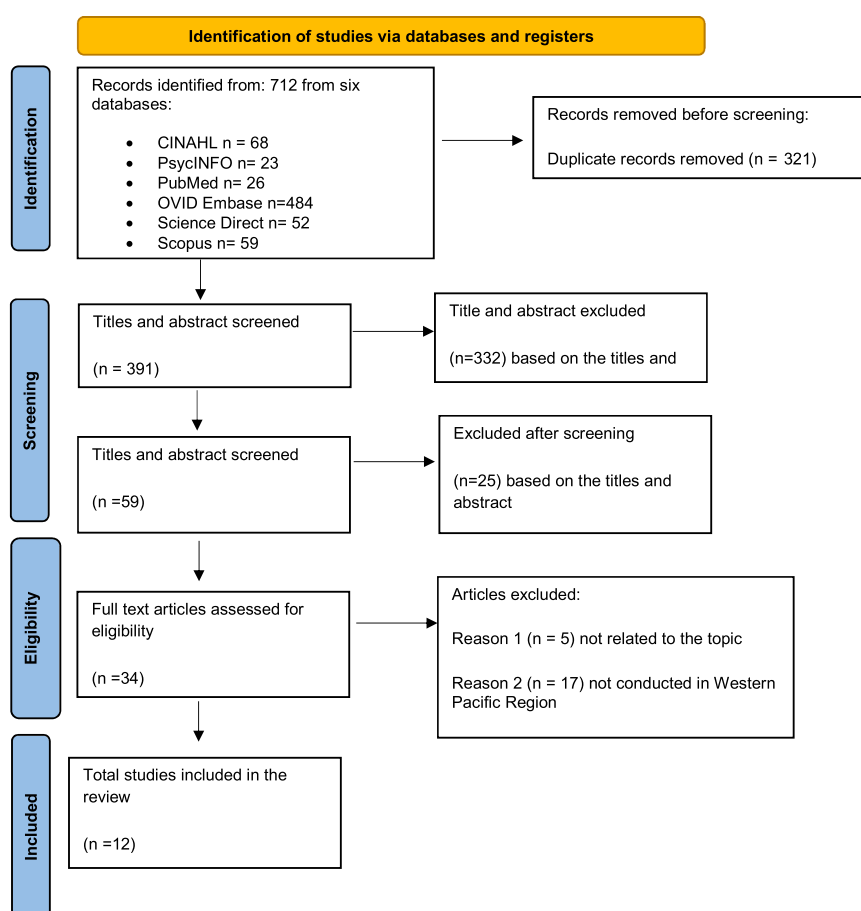 Identification of studies via databases and registers
Identification
Records identified from: 712 from six
databases:
• CINAHL n = 68
• PsycINFO n = 23
• PubMed n= 26
• OVID Embase n=484
• Science Direct n= 52
• Scopus n= 59
Records removed before screening:
Duplicate records removed (n = 321)
Screening
Titles and abstract screened
(n = 391)
Title and abstract excluded
(n=332) based on the titles and
Titles and abstract screened
(n =59)
Excluded after screening
(n=25) based on the titles and
abstract
Eligibility
Full text articles assessed for
eligibility
(n =34)
Articles excluded:
Reason 1 (n = 5) not related to the topic
Reason 2 (n = 17) not conducted in Western
Pacific Region
Included
Total studies included in the
review
(n =12)